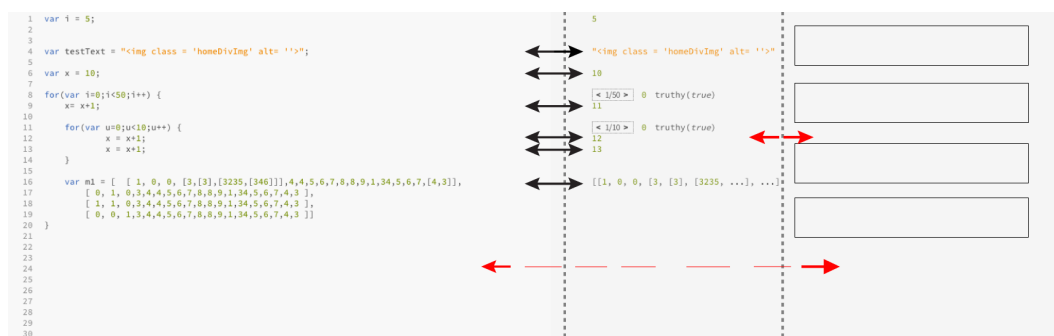 1 var i = 5; 5
2
3
4 var testText = "<img class = 'homeDivImg' alt= ''>"; "<img class = 'homeDivImg' alt= ''>"
5
6 var x = 10; 10
7
8 for(var i=0;i<50;i++) { < 1/50 > 0 truthy(true)
9 x= x+1; 11
10
11 for(var u=0;u<10;u++) { < 1/10 > 0 truthy(true)
12 x = x+1; 12
13 x = x+1; 13
14 }
15
16 var m1 = [ [ 1, 0, 0, [3,[3],[3235,[346]]],4,4,5,6,7,8,8,9,1,34,5,6,7,[4,3]], [[1, 0, 0, [3, [3], [3235, ...], ...]
17 [ 0, 1, 0,3,4,4,5,6,7,8,8,9,1,34,5,6,7,4,3 ],
18 [ 1, 1, 0,3,4,4,5,6,7,8,8,9,1,34,5,6,7,4,3 ],
19 [ 0, 0, 1,3,4,4,5,6,7,8,8,9,1,34,5,6,7,4,3 ]]
20 }
21
22
23
24
25
26
27
28
29
30